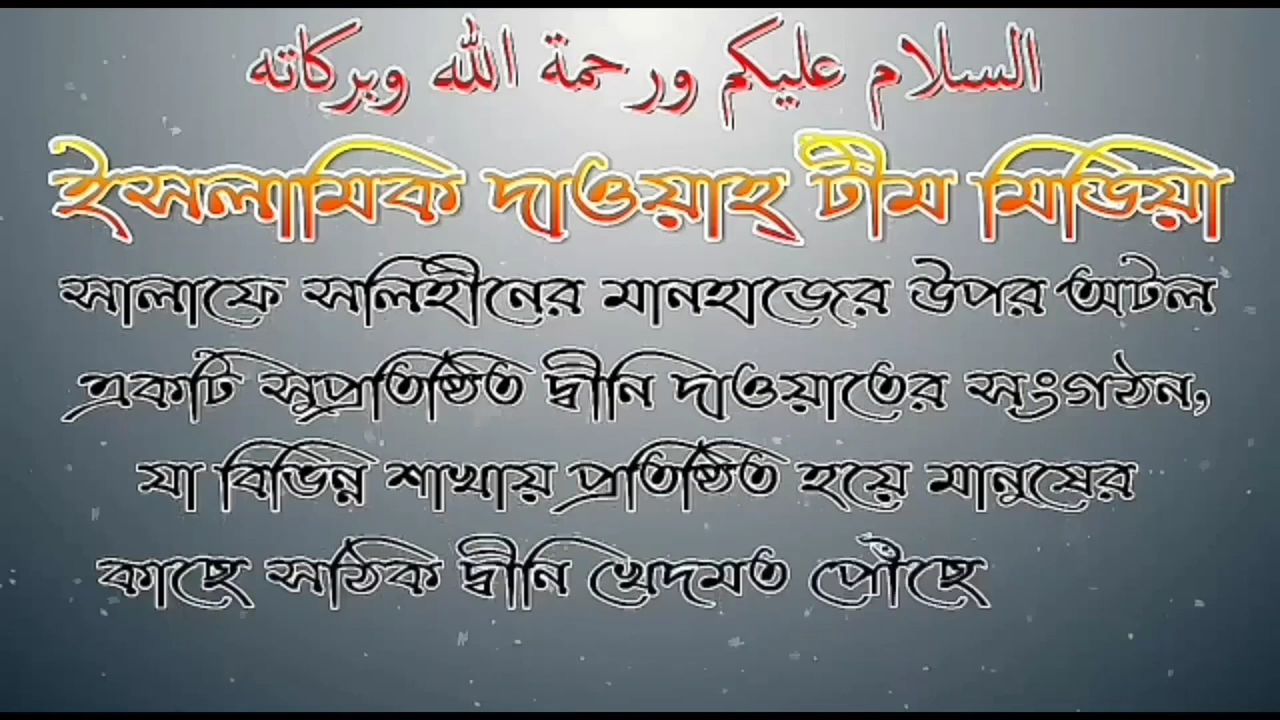 السلام عليكم ورحمة الله وبركاته
ইসলামিক দাওয়াহ্ টীম মিডিয়া
সালাফে সলিহীনের মানহাজের উপর অটল
একটি সুপ্রতিষ্ঠিত দ্বীনি দাওয়াতের সংগঠন,
যা বিভিন্ন শাখায় প্রতিষ্ঠিত হয়ে মানুষের
কাছে সঠিক দ্বীনি খেদমত পৌঁছে